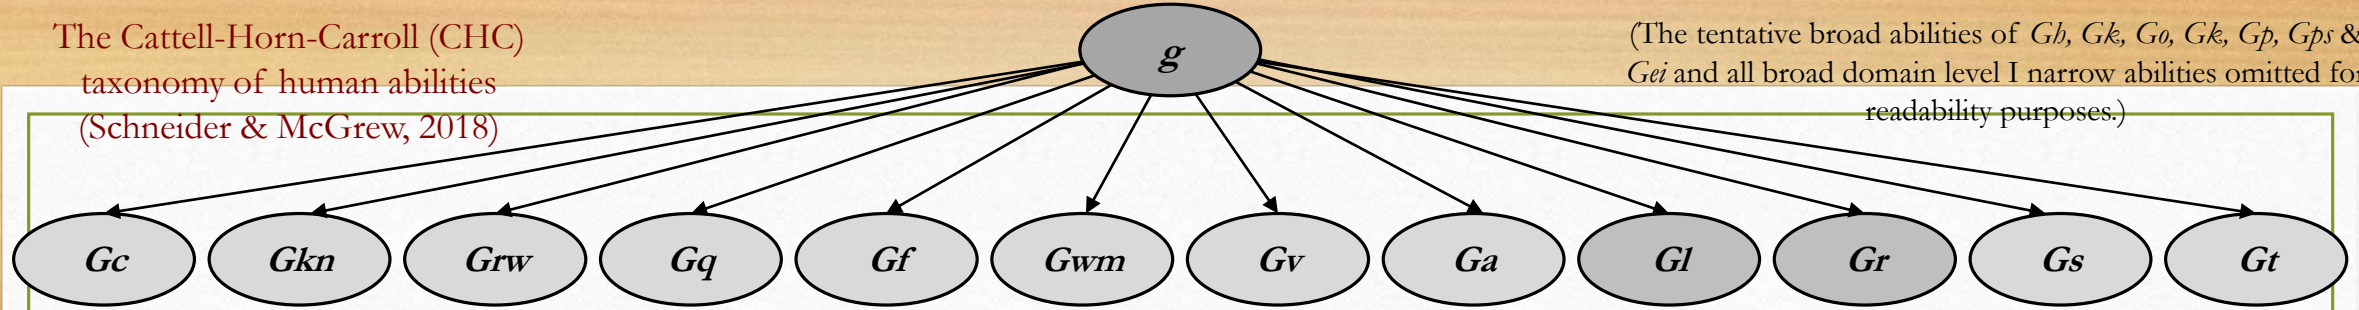 The Cattell-Horn-Carroll (CHC)
taxonomy of human abilities
(Schneider & McGrew, 2018)
g
(The tentative broad abilities of Gh, Gk, Go, Gk, Gp, Gps &
Gei and all broad domain level I narrow abilities omitted for
readability purposes.)
Gc Gkn Grw Gq Gf Gwm Gv Ga Gl Gr Gs Gt